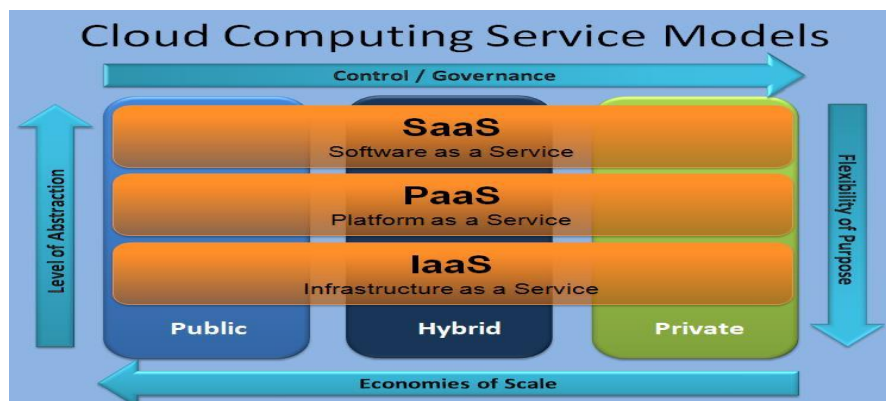 Cloud Computing Service Models
Control / Governance
Level of Abstraction
SaaS
Software as a Service
PaaS
Platform as a Service
IaaS
Infrastructure as a Service
Public
Hybrid
Private
Flexibility of Purpose
Economies of Scale